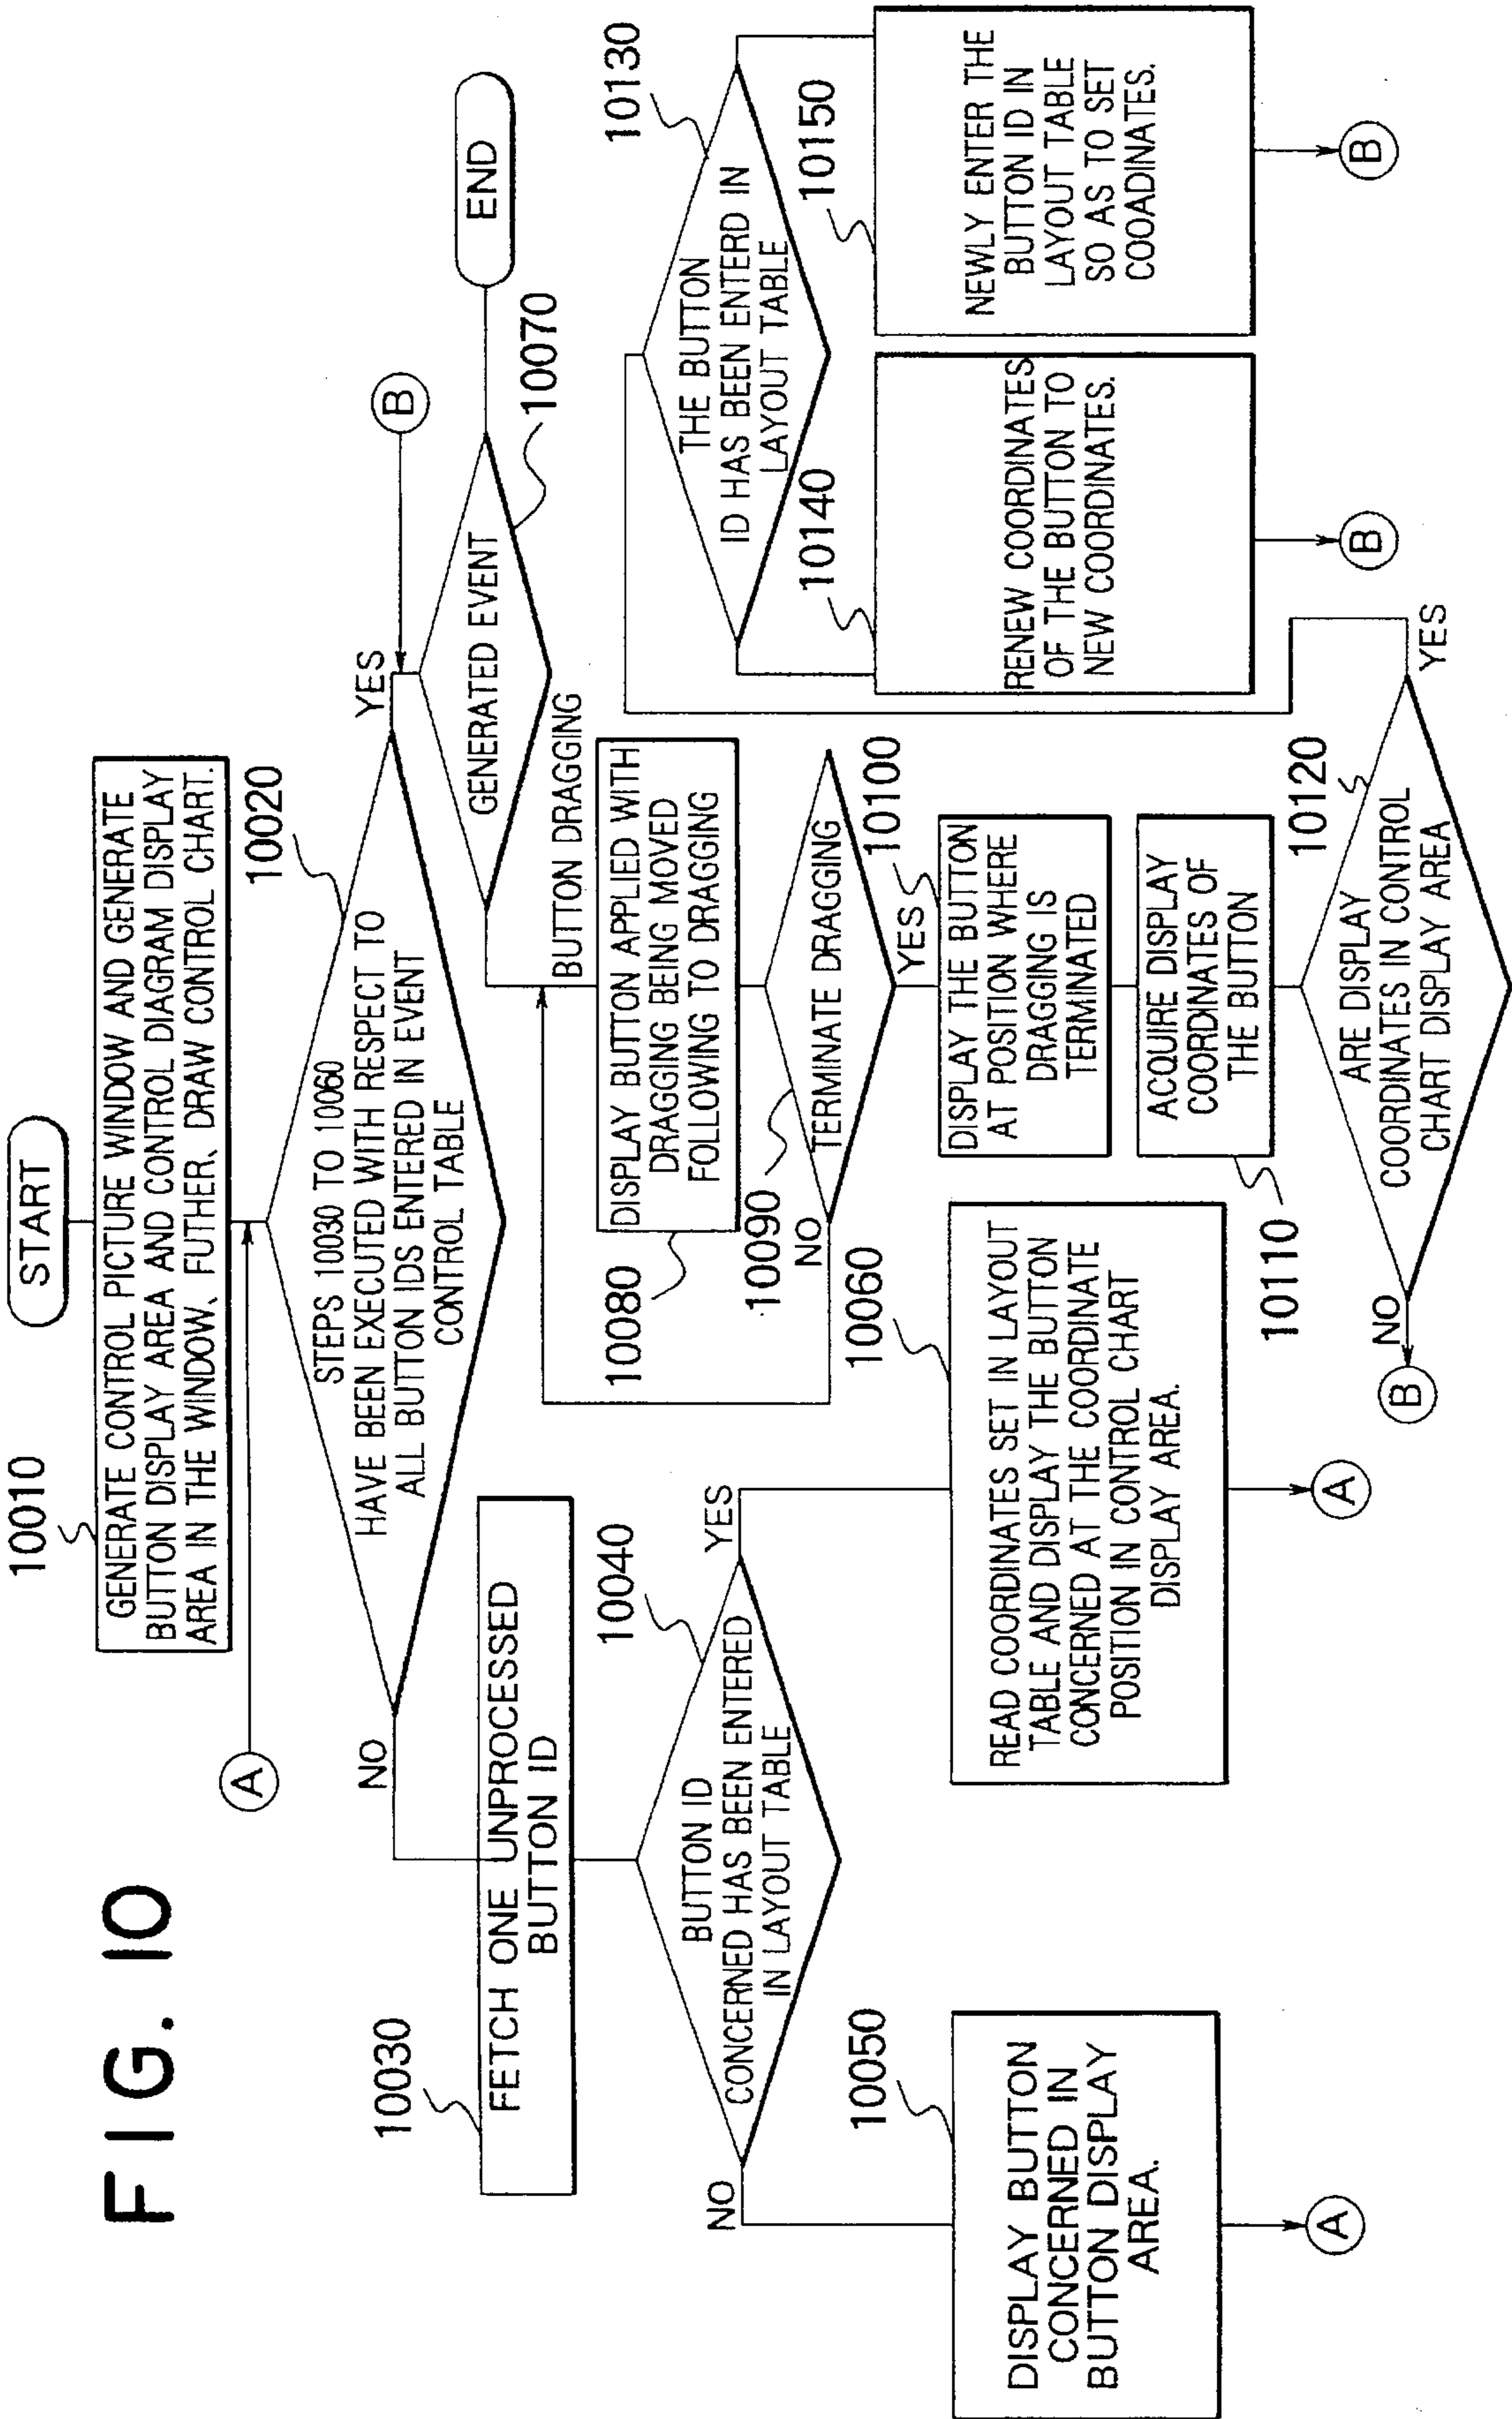 FIG. 10
START
10010
GENERATE CONTROL PICTURE WINDOW AND GENERATE
BUTTON DISPLAY AREA AND CONTROL DIAGRAM DISPLAY
AREA IN THE WINDOW. FUTHER, DRAW CONTROL CHART.
A
10020
STEPS 10030 TO 10060
HAVE BEEN EXECUTED WITH RESPECT TO
ALL BUTTON IDS ENTERED IN EVENT
CONTROL TABLE
NO
YES
B
10030
FETCH ONE UNPROCESSED
BUTTON ID
10040
BUTTON ID
CONCERNED HAS BEEN ENTERED
IN LAYOUT TABLE
NO
YES
10050
DISPLAY BUTTON
CONCERNED IN
BUTTON DISPLAY
AREA.
A
10060
READ COORDINATES SET IN LAYOUT
TABLE AND DISPLAY THE BUTTON
CONCERNED AT THE COORDINATE
POSITION IN CONTROL CHART
DISPLAY AREA.
A
GENERATED EVENT
10070
END
BUTTON DRAGGING
10080
DISPLAY BUTTON APPLIED WITH
DRAGGING BEING MOVED
FOLLOWING TO DRAGGING
10090
TERMINATE DRAGGING
NO
YES
10100
DISPLAY THE BUTTON
AT POSITION WHERE
DRAGGING IS
TERMINATED
10110
ACQUIRE DISPLAY
COORDINATES OF
THE BUTTON
10120
ARE DISPLAY
COORDINATES IN CONTROL
CHART DISPLAY AREA
NO
B
YES
10130
THE BUTTON
ID HAS BEEN ENTERD IN
LAYOUT TABLE
10140
RENEW COORDINATES
OF THE BUTTON TO
NEW COORDINATES.
B
10150
NEWLY ENTER THE
BUTTON ID IN
LAYOUT TABLE
SO AS TO SET
COOADINATES.
B